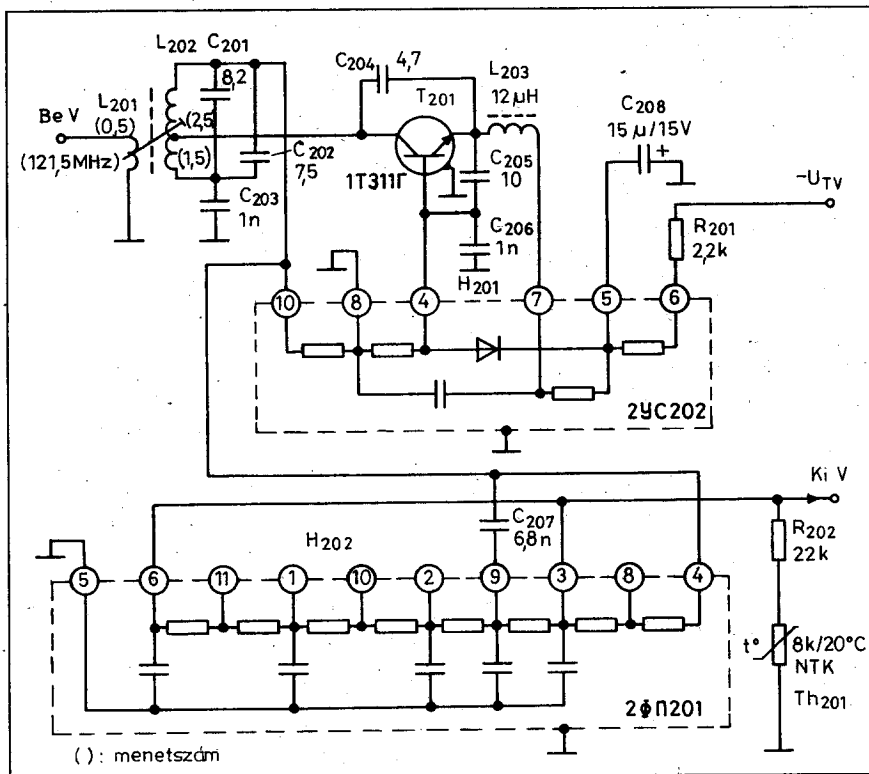 L202 C201
8,2
C204 4,7
L203
12 µH
T201
C208
15 µ/15V
+
Be V
L201
(0,5)
(2,5)
(121,5MHz)
(1,5)
C202
7,5
1T311Г
C205
10
-UTV
C203
1n
C206
1n
R201
2,2k
H201
10 8 4 7 5 6
2УС202
Ki V
C207
6,8n
R202
22k
H202
5 6 11 1 10 2 9 3 8 4
t° 8k/20°C
NTK
Th201
2ФП201
( ): menetszám